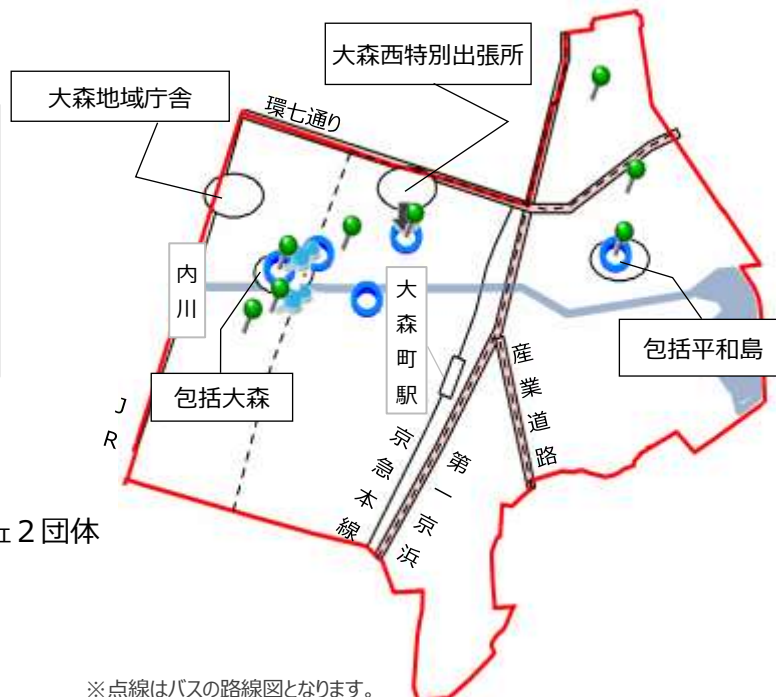 大森西特別出張所
大森地域庁舎
環七通り
内川
大森町駅
包括平和島
包括大森
産業道路
JR
京急本線
第一京浜
２団体
※点線はバスの路線図となります。